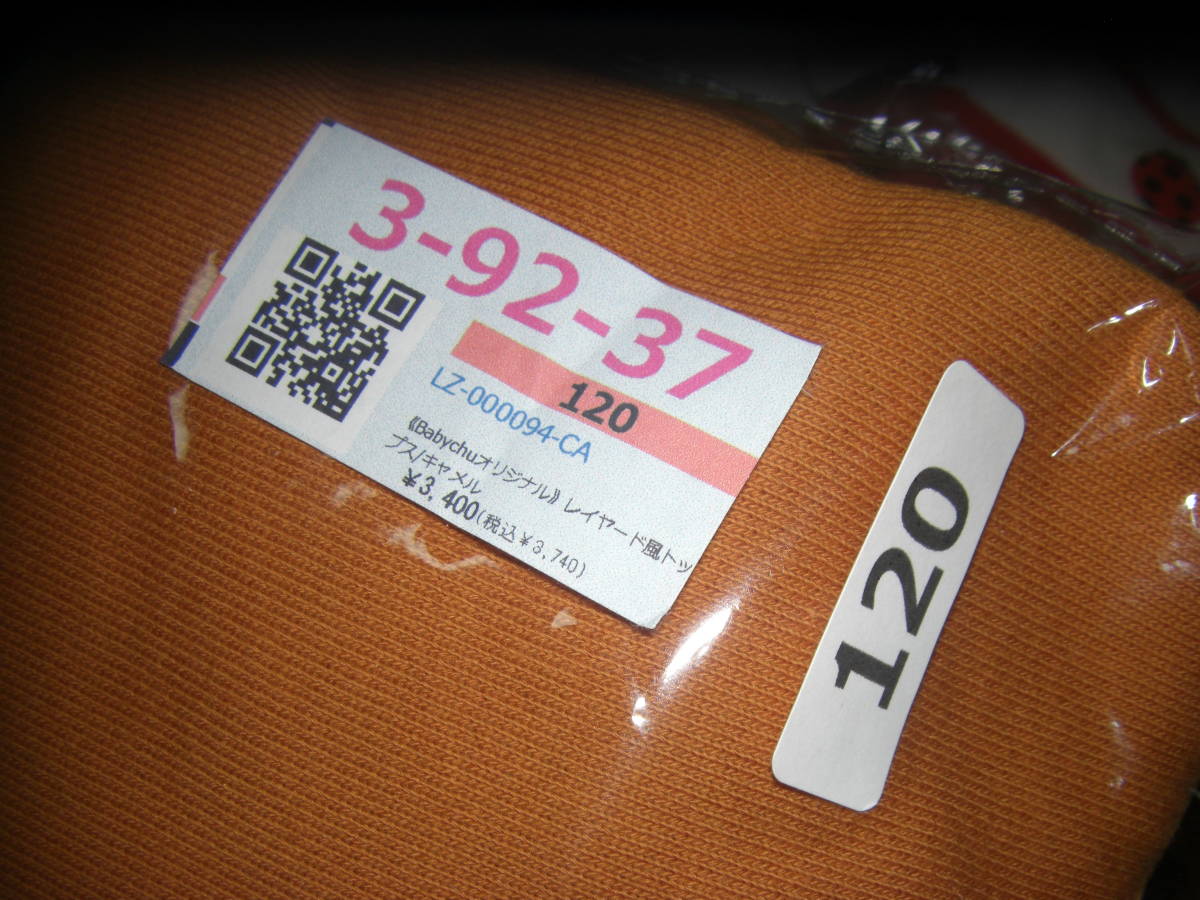 3-92-37
120
LZ-000094-CA
《Babychuオリジナル》レイヤード風トッ
プス/キャメル
¥3,400(税込¥3,740)
120